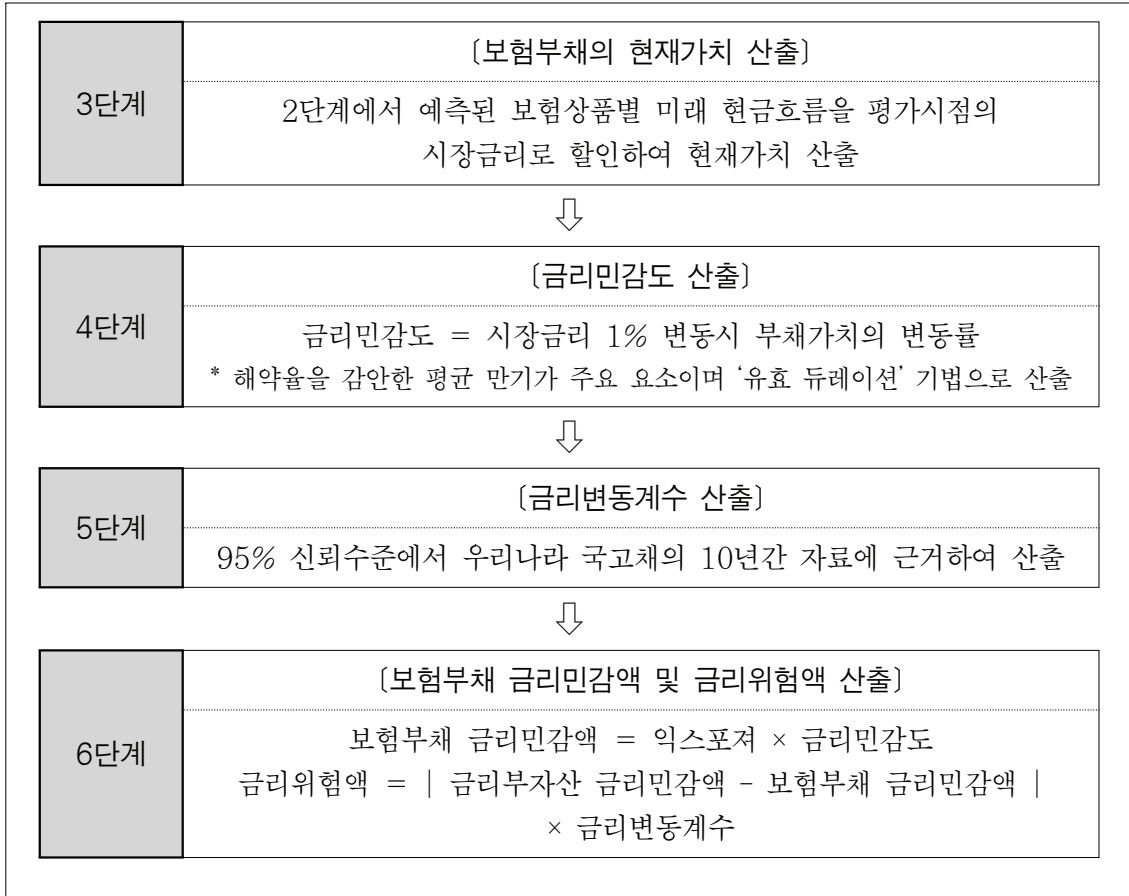 3단계
〔보험부채의 현재가치 산출〕
2단계에서 예측된 보험상품별 미래 현금흐름을 평가시점의
시장금리로 할인하여 현재가치 산출
⇩
4단계
〔금리민감도 산출〕
금리민감도 = 시장금리 1% 변동시 부채가치의 변동률
* 해약율을 감안한 평균 만기가 주요 요소이며 ‘유효 듀레이션’ 기법으로 산출
⇩
5단계
〔금리변동계수 산출〕
95% 신뢰수준에서 우리나라 국고채의 10년간 자료에 근거하여 산출
⇩
6단계
〔보험부채 금리민감액 및 금리위험액 산출〕
보험부채 금리민감액 = 익스포져 × 금리민감도
금리위험액 = | 금리부자산 금리민감액 - 보험부채 금리민감액 |
× 금리변동계수